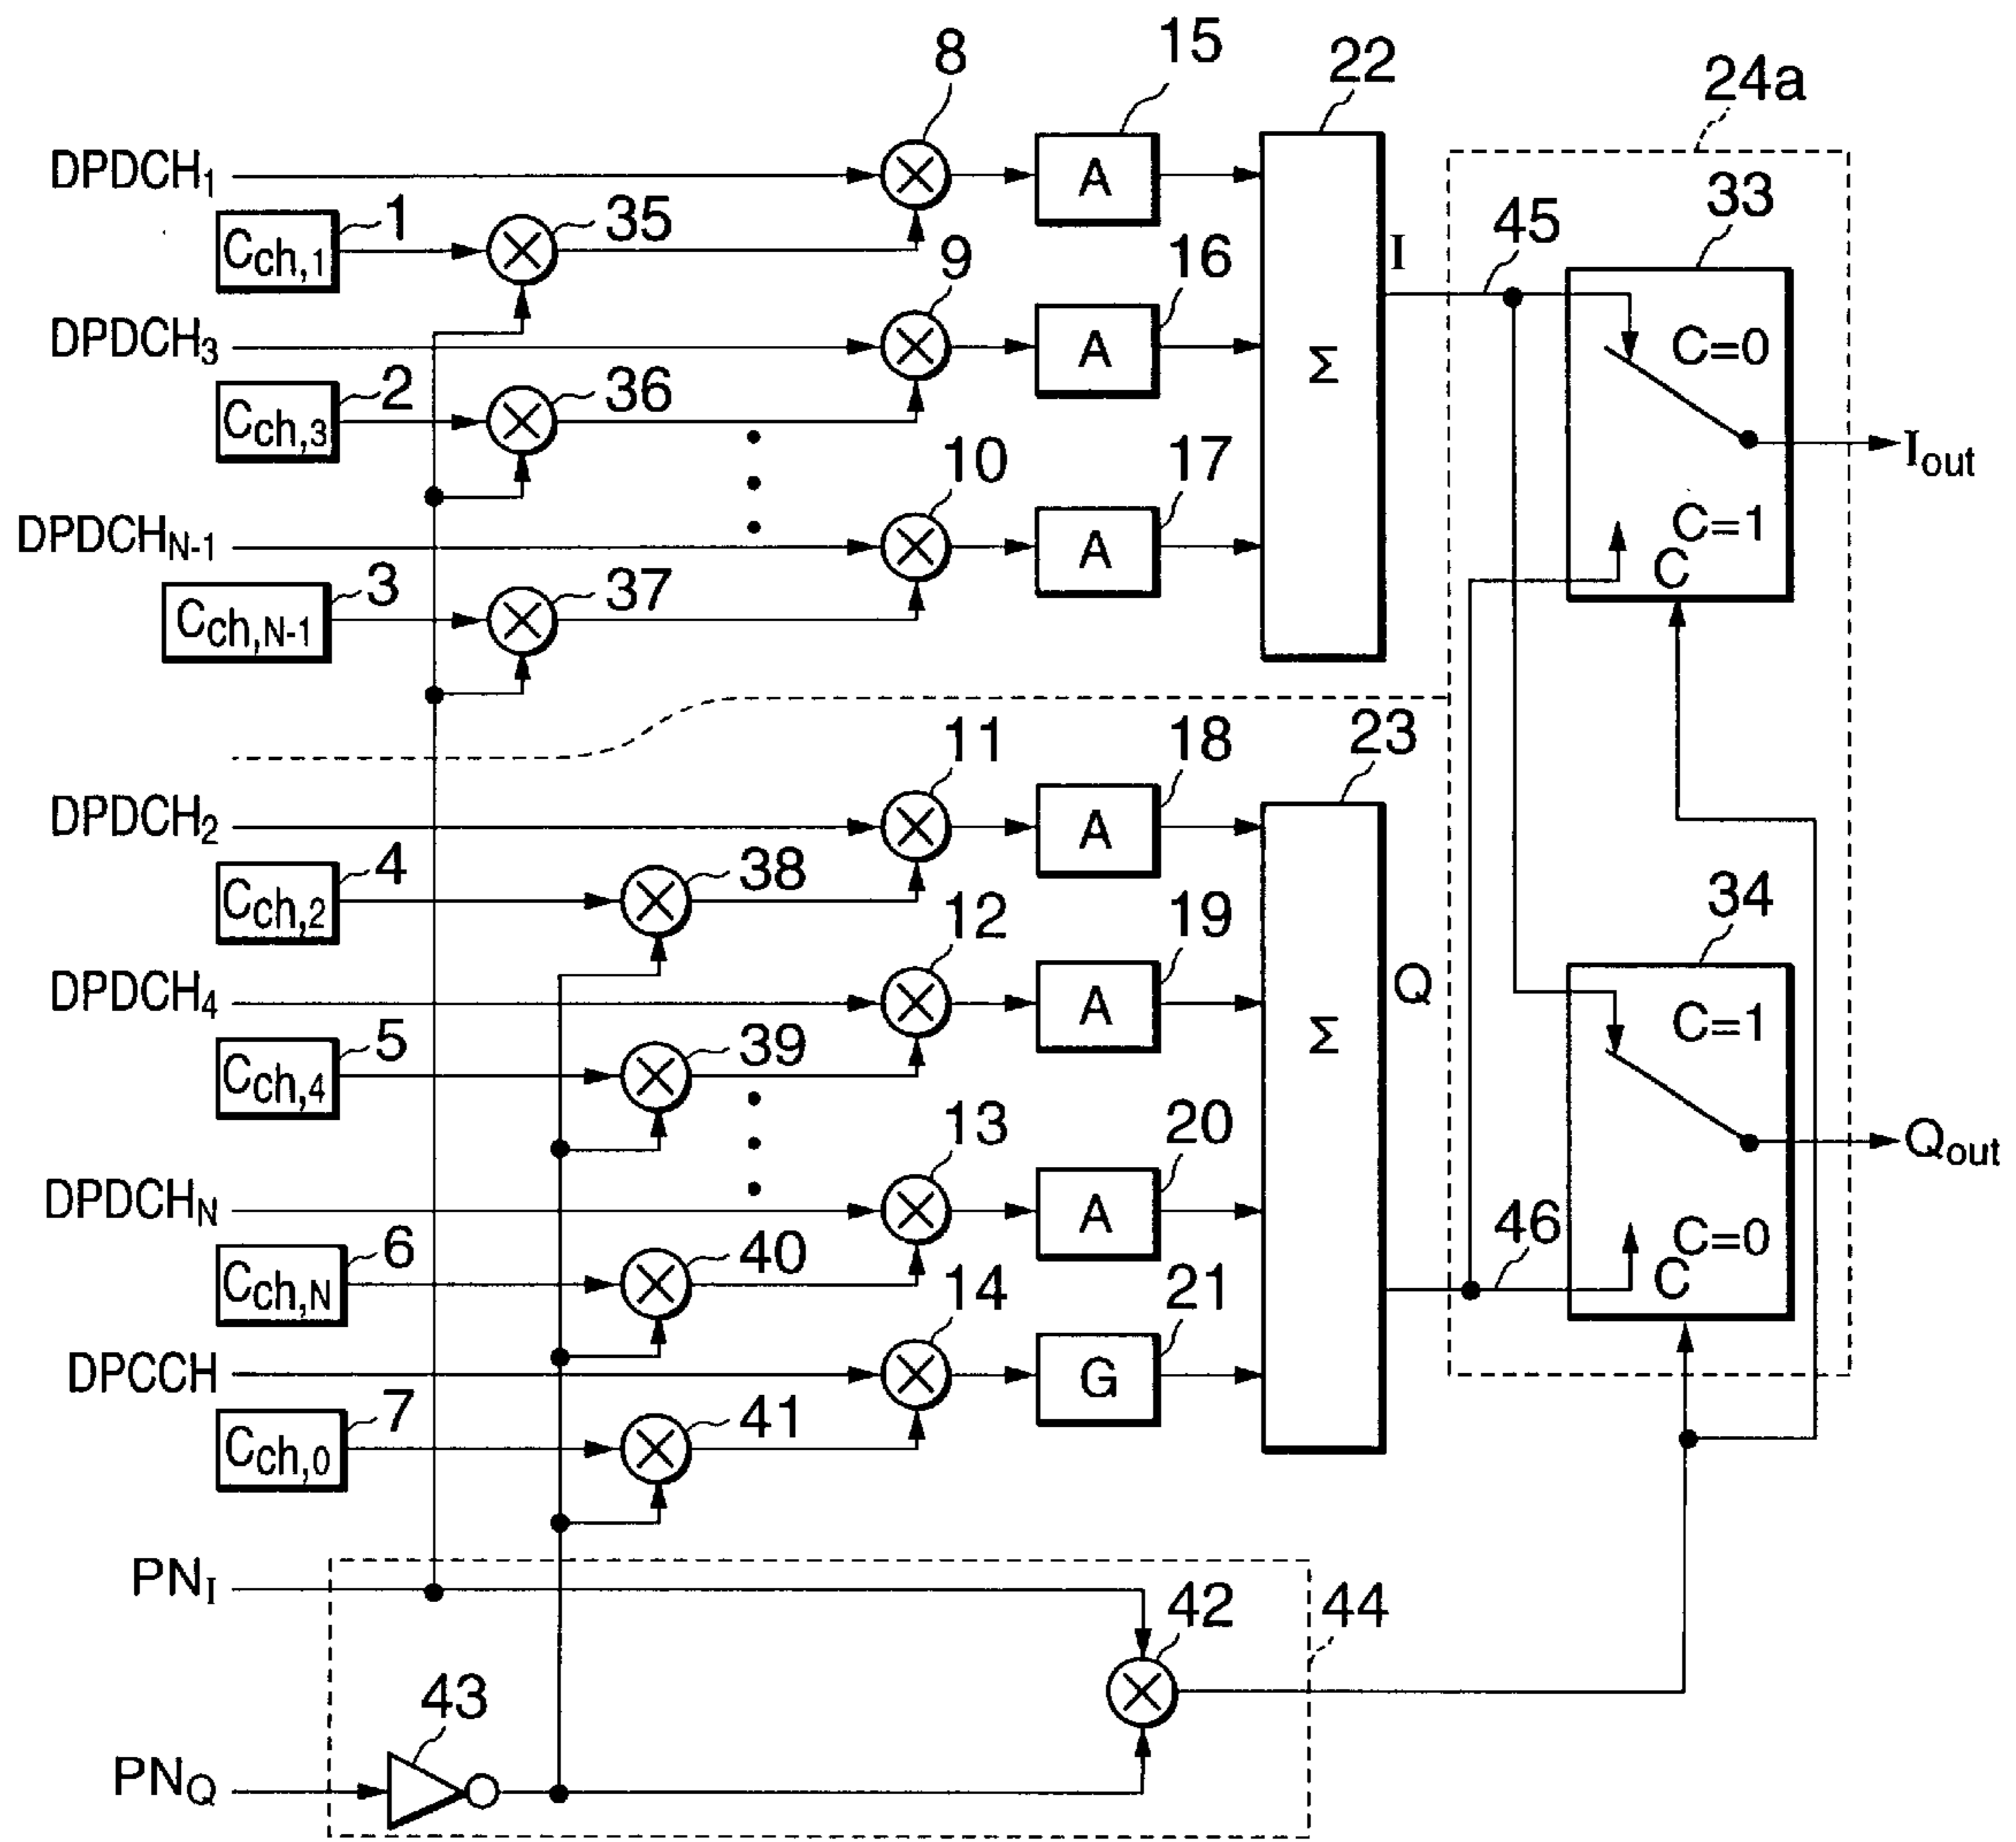 8 15 22 24a
DPDCH1 A 33
1 35 Cch,1 I 45
9 16
DPDCH3 A Σ C=0
2 36 Cch,3 Iout
10 17 C=1
DPDCHN-1 A C
3 37 Cch,N-1
11 18 23
DPDCH2 A
4 38 Cch,2 34
12 19 Q
DPDCH4 A Σ C=1
5 39 Cch,4
13 20 Qout
DPDCHN A 46 C=0
6 40 Cch,N C
14 21
DPCCH G
7 41 Cch,0
PNI 42 44
43
PNQ